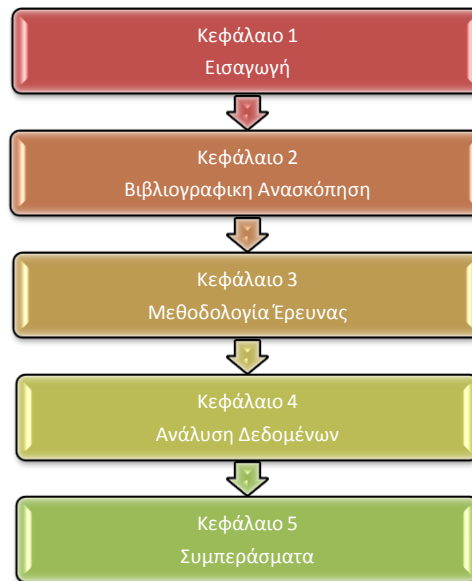 Κεφάλαιο 1
Εισαγωγή
Κεφάλαιο 2
Βιβλιογραφικη Ανασκόπηση
Κεφάλαιο 3
Μεθοδολογία Έρευνας
Κεφάλαιο 4
Ανάλυση Δεδομένων
Κεφάλαιο 5
Συμπεράσματα